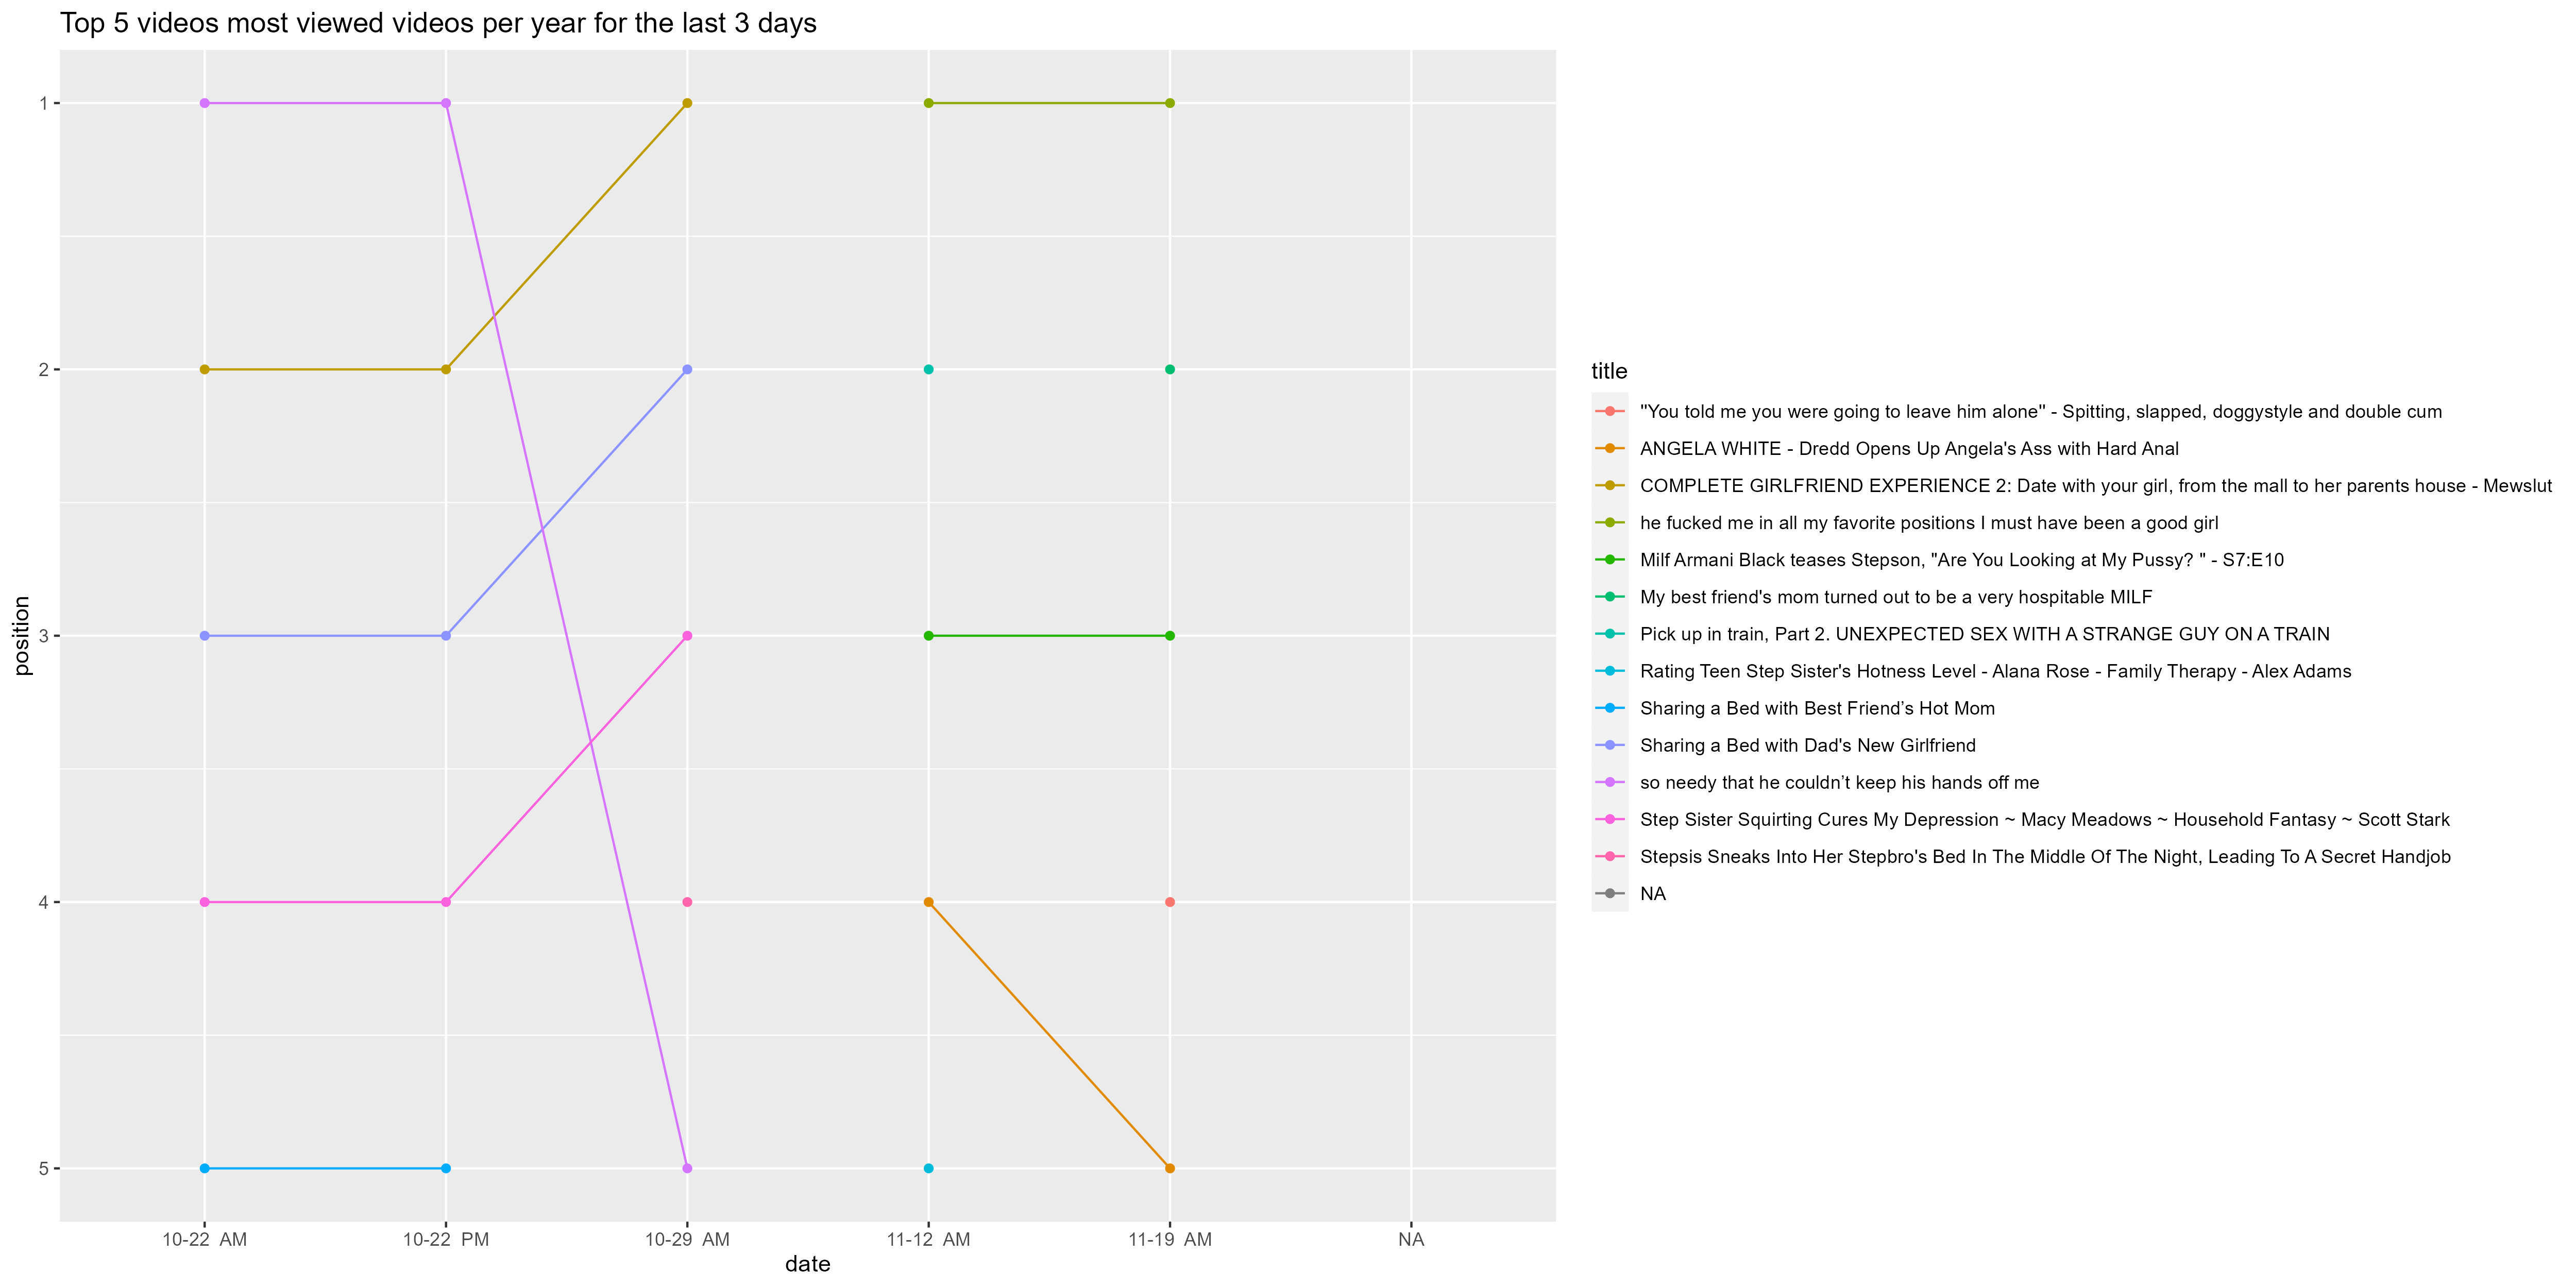 Top 5 videos most viewed videos per year for the last 3 days
position
1
2
3
4
5
10-22 AM
10-22 PM
10-29 AM
11-12 AM
11-19 AM
NA
date
title
"You told me you were going to leave him alone" - Spitting, slapped, doggystyle and double cum
ANGELA WHITE - Dredd Opens Up Angela's Ass with Hard Anal
COMPLETE GIRLFRIEND EXPERIENCE 2: Date with your girl, from the mall to her parents house - Mewslut
he fucked me in all my favorite positions I must have been a good girl
Milf Armani Black teases Stepson, "Are You Looking at My Pussy? " - S7:E10
My best friend's mom turned out to be a very hospitable MILF
Pick up in train, Part 2. UNEXPECTED SEX WITH A STRANGE GUY ON A TRAIN
Rating Teen Step Sister's Hotness Level - Alana Rose - Family Therapy - Alex Adams
Sharing a Bed with Best Friend’s Hot Mom
Sharing a Bed with Dad's New Girlfriend
so needy that he couldn’t keep his hands off me
Step Sister Squirting Cures My Depression ~ Macy Meadows ~ Household Fantasy ~ Scott Stark
Stepsis Sneaks Into Her Stepbro's Bed In The Middle Of The Night, Leading To A Secret Handjob
NA